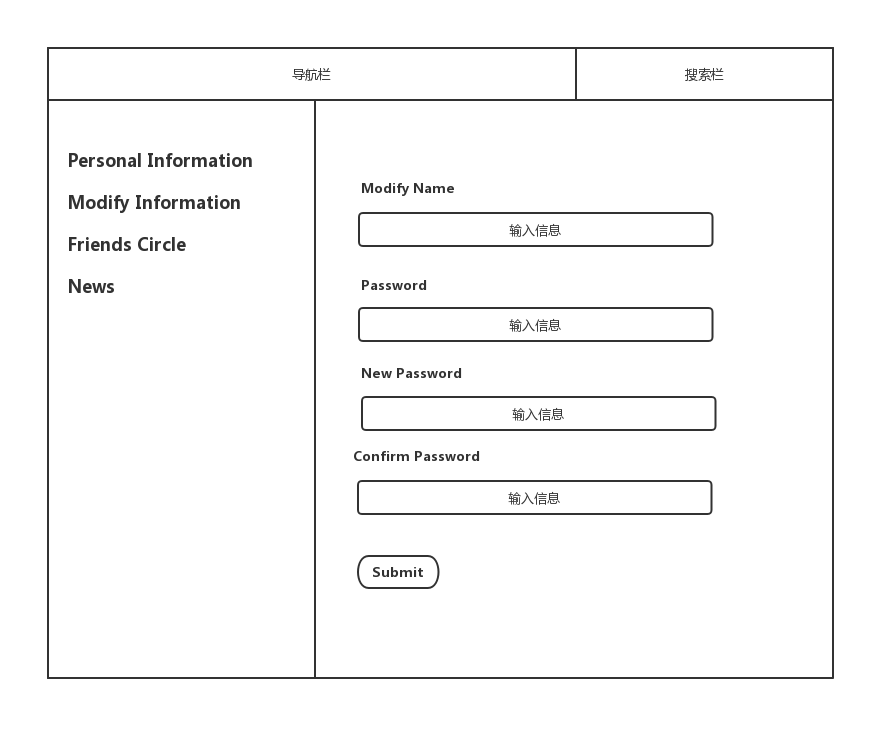 导航栏
搜索栏
Personal Information
Modify Information
Friends Circle
News
Modify Name
输入信息
Password
输入信息
New Password
输入信息
Confirm Password
输入信息
Submit